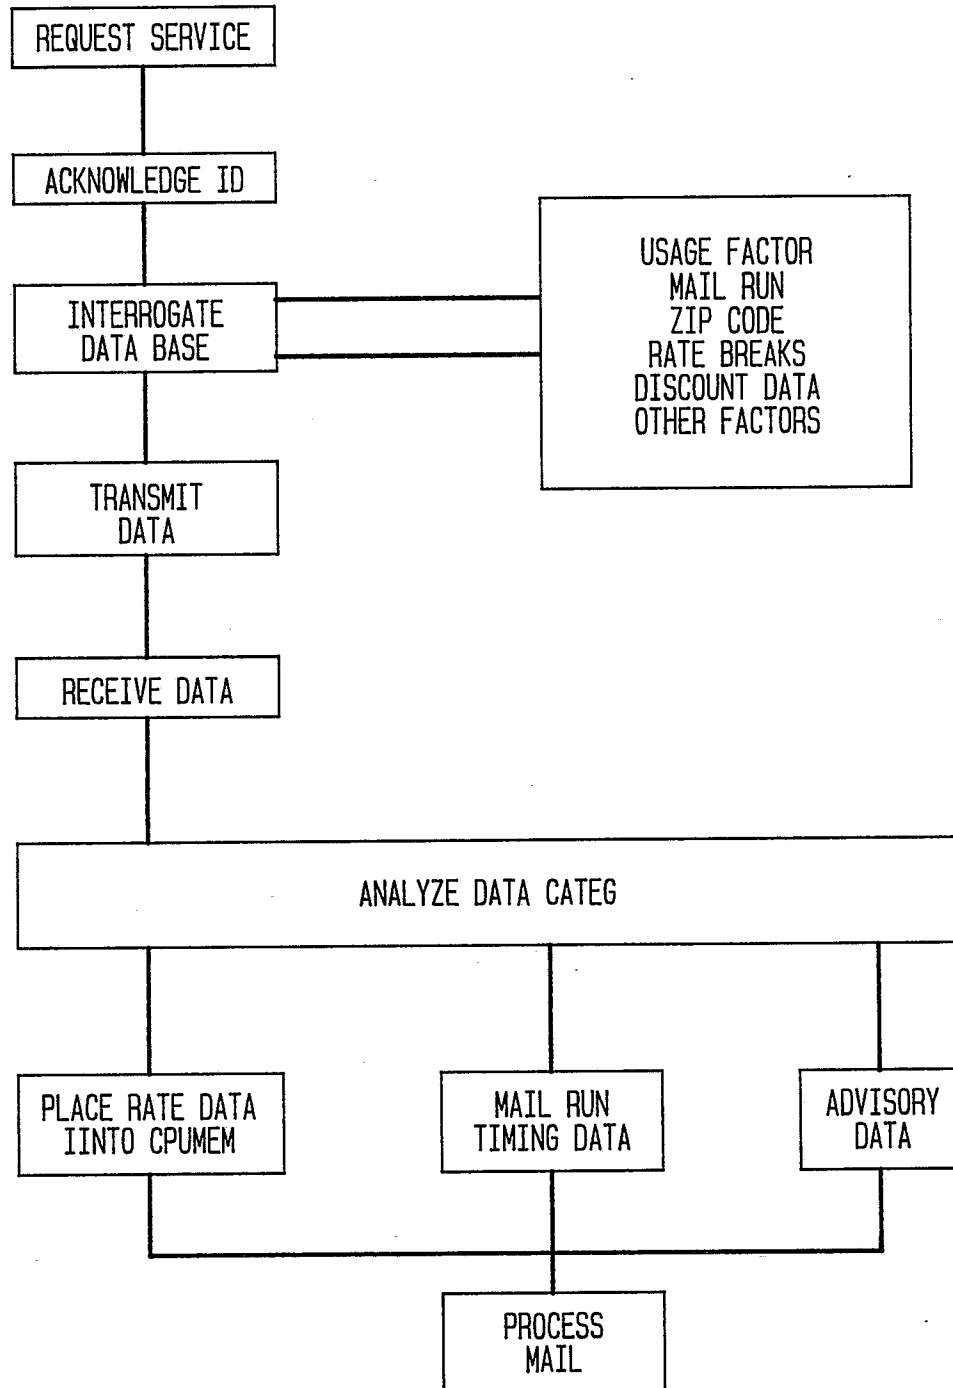 REQUEST SERVICE
ACKNOWLEDGE ID
INTERROGATE
DATA BASE
USAGE FACTOR
MAIL RUN
ZIP CODE
RATE BREAKS
DISCOUNT DATA
OTHER FACTORS
TRANSMIT
DATA
RECEIVE DATA
ANALYZE DATA CATEG
PLACE RATE DATA
IINTO CPUMEM
MAIL RUN
TIMING DATA
ADVISORY
DATA
PROCESS
MAIL